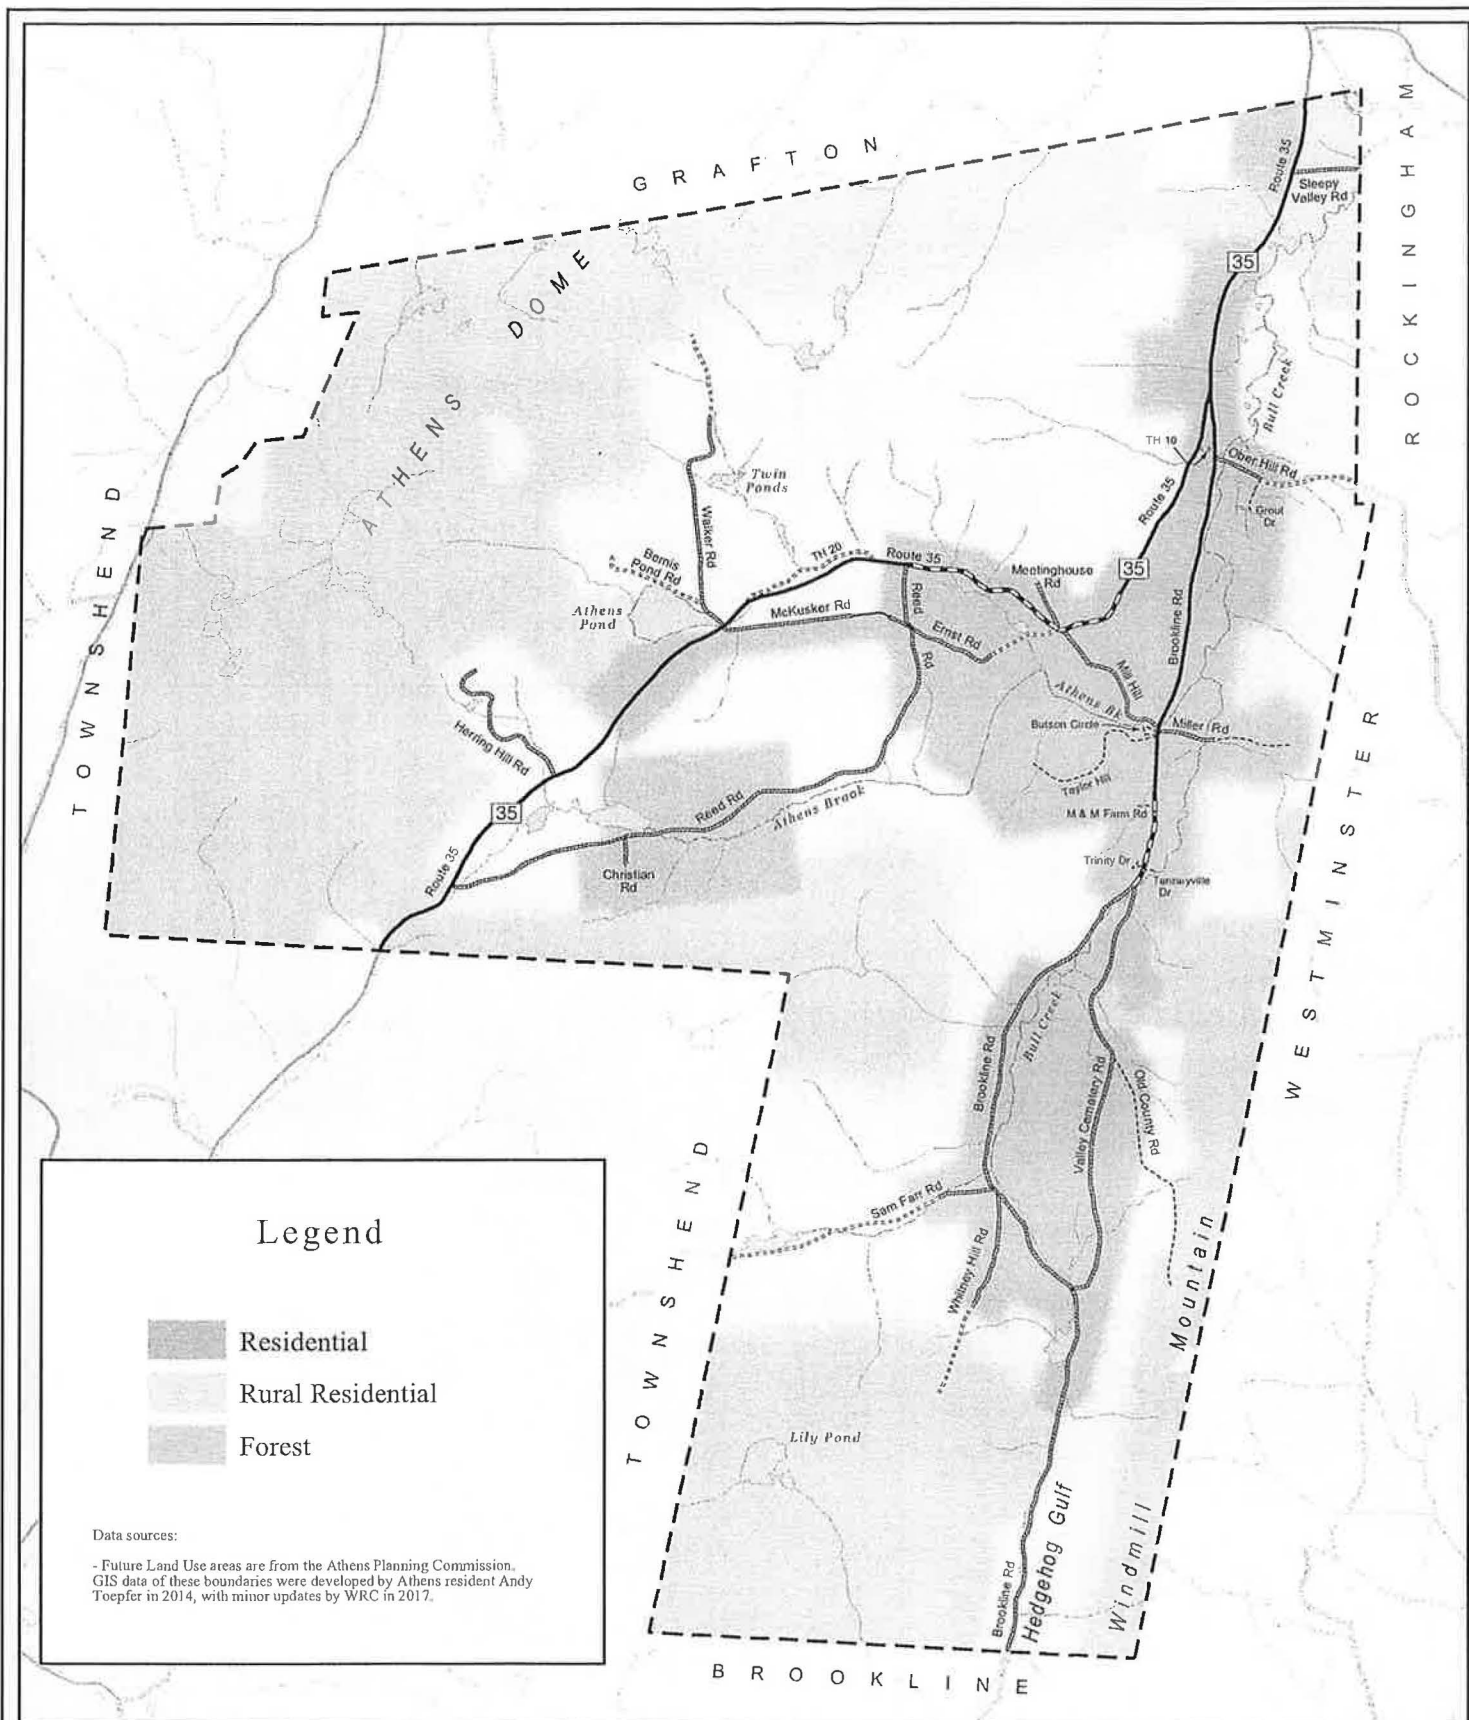 GRAFTON
ROCKINGHAM
Route 35
Sleepy
Valley Rd
35
ATHENS DOME
Bull Creek
TH 10
Ober Hill Rd
Grout
Dr
Twin
Ponds
Walker Rd
Route 35
TOWNSHEND
Bemis
Pond Rd
TH 20
Route 35
Meetinghouse
Rd
35
Athens
Pond
McKusker Rd
Reed
Rd
Ernst Rd
Brookline Rd
Mill Hill
Athens Bk
Butson Circle
Miller Rd
Herring Hill Rd
Taylor Hill
35
Reed Rd
Athens Brook
M & M Farm Rd
Trinity Dr
Tannaryville
Dr
Route 35
Christian
Rd
WESTMINSTER
Bull Creek
Brookline Rd
Valley Cemetery Rd
Old County Rd
TOWNSHEND
Sam Farr Rd
Whitney Hill Rd
Windmill Mountain
Lily Pond
Hedgehog Gulf
Brookline Rd
BROOKLINE
Legend
Residential
Rural Residential
Forest
Data sources:
- Future Land Use areas are from the Athens Planning Commission.
GIS data of these boundaries were developed by Athens resident Andy
Toepfer in 2014, with minor updates by WRC in 2017.